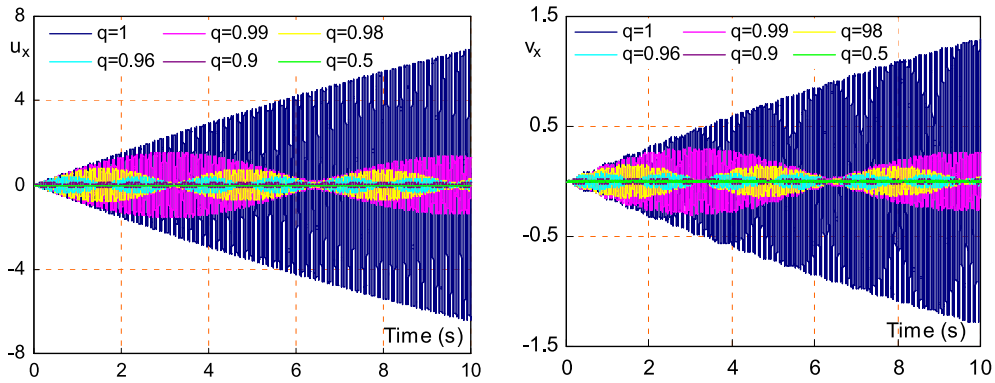 8
u_x
q=1 q=0.99 q=0.98
q=0.96 q=0.9 q=0.5
4
0
-4
Time (s)
-8
0 2 4 6 8 10
1.5
v_x
q=1 q=0.99 q=98
q=0.96 q=0.9 q=0.5
0.5
-0.5
Time (s)
-1.5
0 2 4 6 8 10